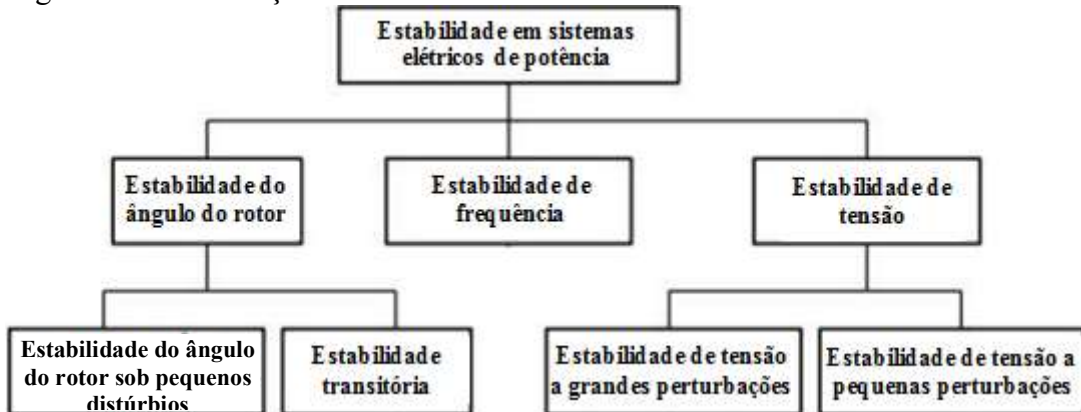 Estabilidade em sistemas
elétricos de potência
Estabilidade do
ângulo do rotor
Estabilidade de
frequência
Estabilidade de
tensão
Estabilidade do ângulo
do rotor sob pequenos
distúrbios
Estabilidade
transitória
Estabilidade de tensão
a grandes perturbações
Estabilidade de tensão a
pequenas perturbações